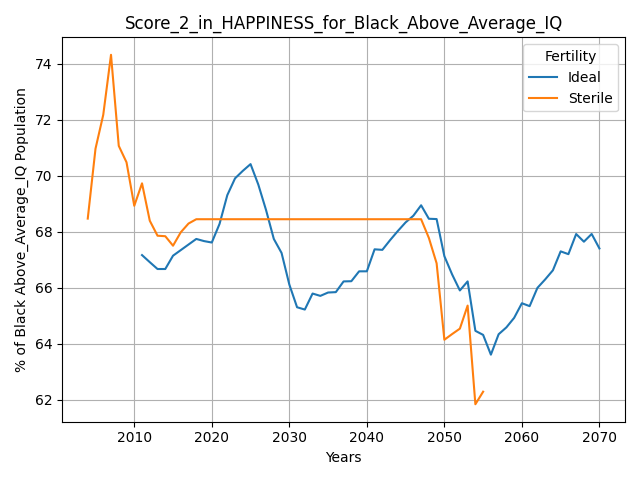 Score_2_in_HAPPINESS_for_Black_Above_Average_IQ
% of Black Above_Average_IQ Population
74
72
70
68
66
64
62
Fertility
Ideal
Sterile
2010 2020 2030 2040 2050 2060 2070
Years